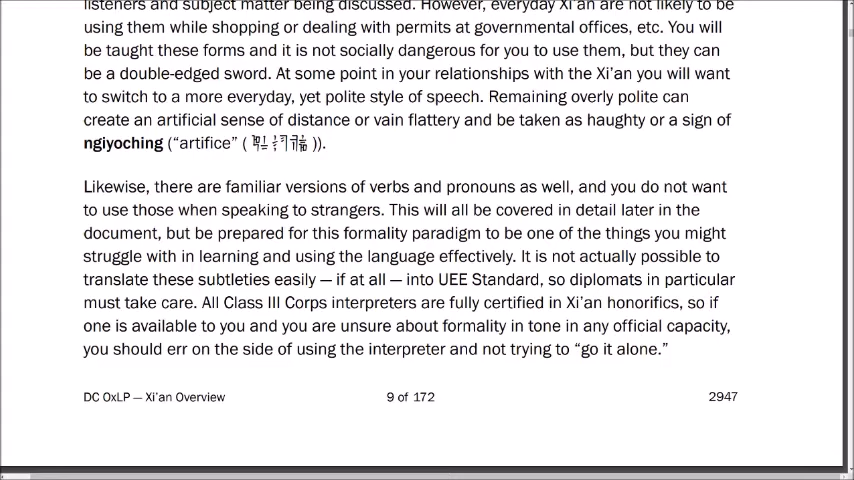 listeners and subject matter being discussed. However, everyday Xi’an are not likely to be
using them while shopping or dealing with permits at governmental offices, etc. You will
be taught these forms and it is not socially dangerous for you to use them, but they can
be a double-edged sword. At some point in your relationships with the Xi’an you will want
to switch to a more everyday, yet polite style of speech. Remaining overly polite can
create an artificial sense of distance or vain flattery and be taken as haughty or a sign of
ngiyoching (“artifice” ( )).
Likewise, there are familiar versions of verbs and pronouns as well, and you do not want
to use those when speaking to strangers. This will all be covered in detail later in the
document, but be prepared for this formality paradigm to be one of the things you might
struggle with in learning and using the language effectively. It is not actually possible to
translate these subtleties easily — if at all — into UEE Standard, so diplomats in particular
must take care. All Class III Corps interpreters are fully certified in Xi’an honorifics, so if
one is available to you and you are unsure about formality in tone in any official capacity,
you should err on the side of using the interpreter and not trying to “go it alone.”
DC OxLP — Xi’an Overview 9 of 172 2947